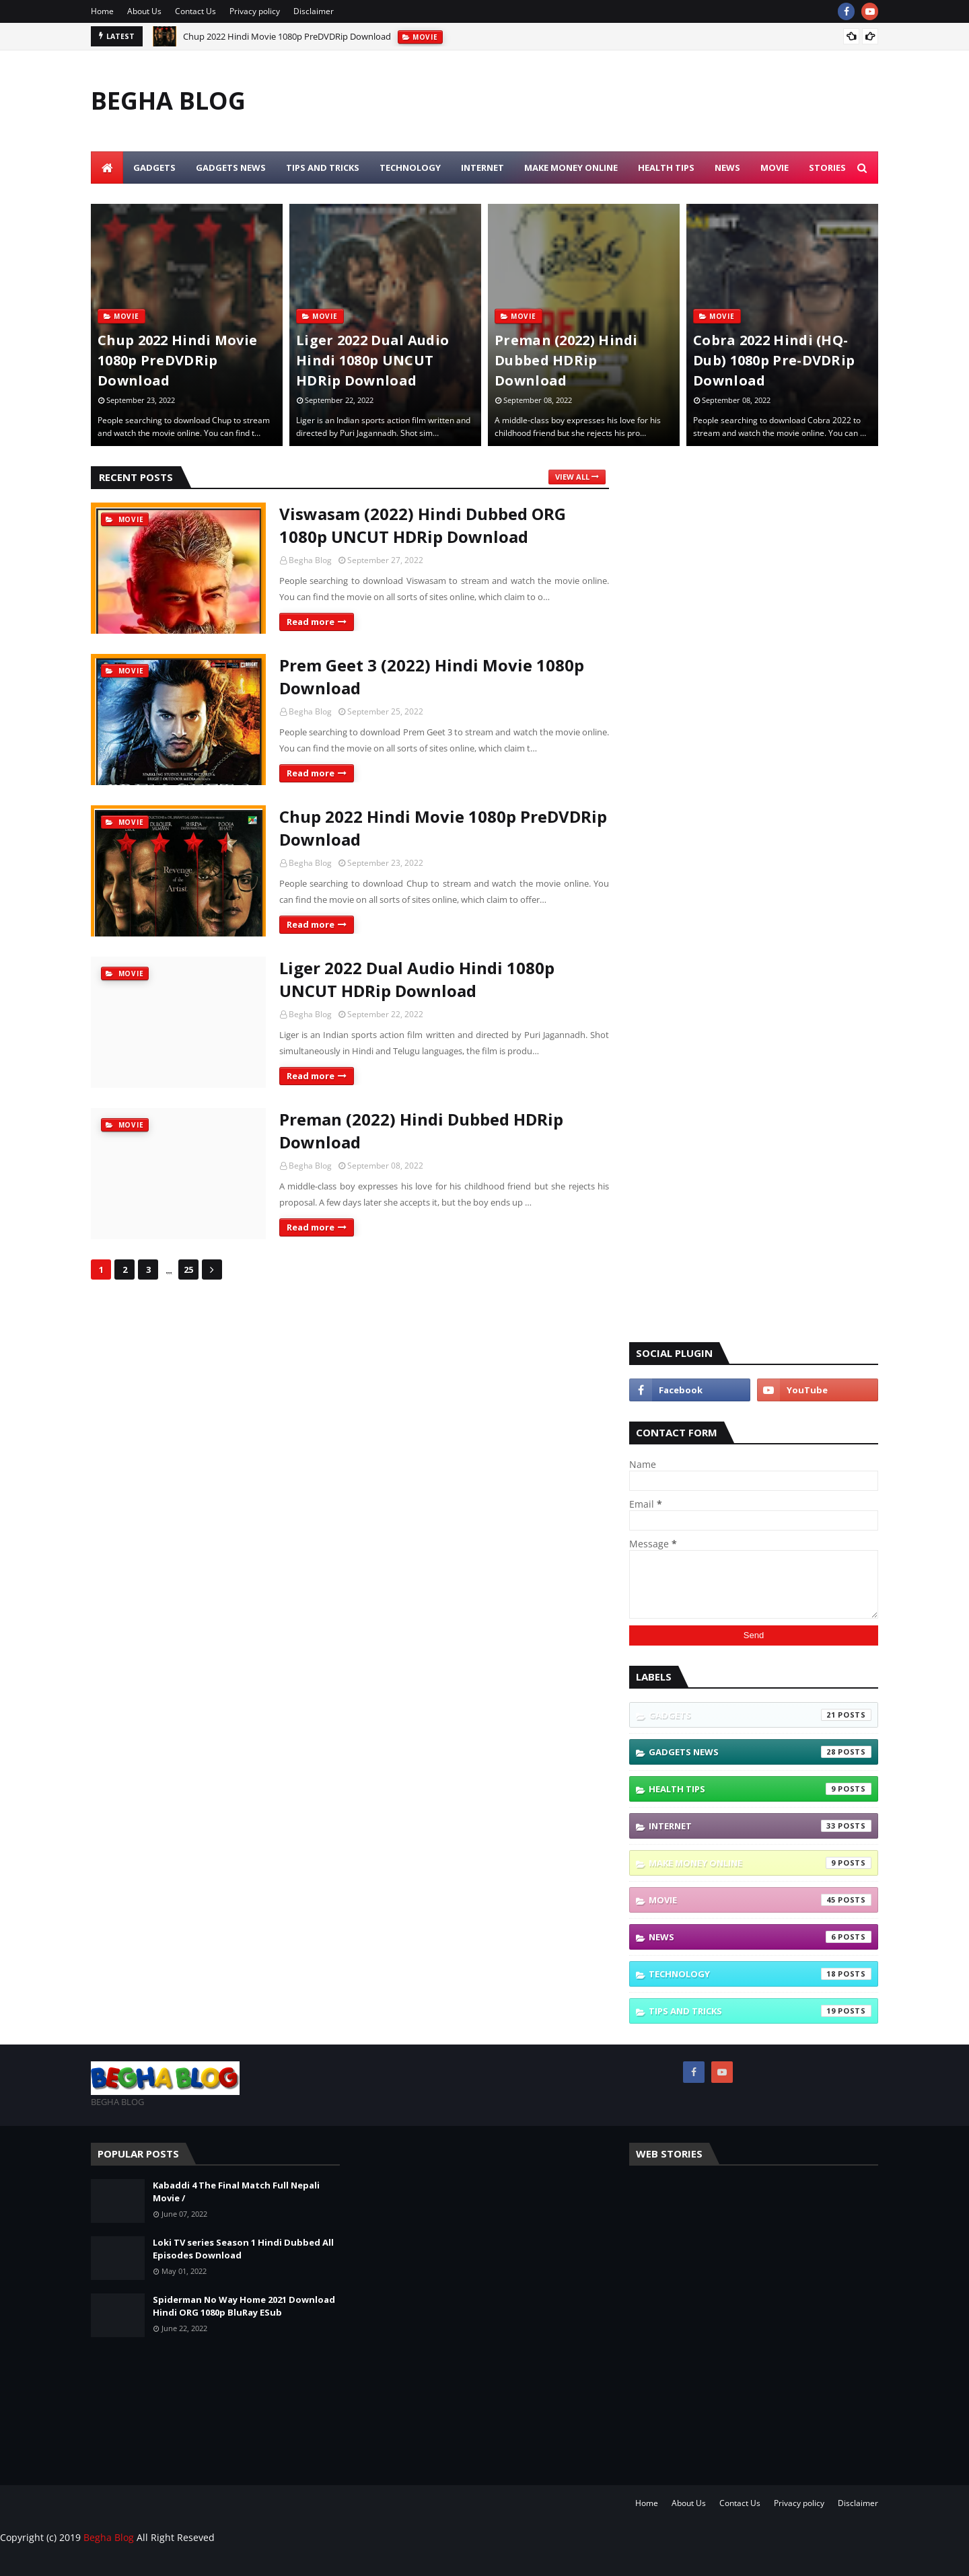 Home About Us Contact Us Privacy policy Disclaimer
LATEST Chup 2022 Hindi Movie 1080p PreDVDRip Download MOVIE
BEGHA BLOG
GADGETS GADGETS NEWS TIPS AND TRICKS TECHNOLOGY INTERNET MAKE MONEY ONLINE HEALTH TIPS NEWS MOVIE STORIES
MOVIE
Chup 2022 Hindi Movie
1080p PreDVDRip
Download
September 23, 2022
People searching to download Chup to stream
and watch the movie online. You can find t...
MOVIE
Liger 2022 Dual Audio
Hindi 1080p UNCUT
HDRip Download
September 22, 2022
Liger is an Indian sports action film written and
directed by Puri Jagannadh. Shot sim...
MOVIE
Preman (2022) Hindi
Dubbed HDRip
Download
September 08, 2022
A middle-class boy expresses his love for his
childhood friend but she rejects his pro...
MOVIE
Cobra 2022 Hindi (HQ-
Dub) 1080p Pre-DVDRip
Download
September 08, 2022
People searching to download Cobra 2022 to
stream and watch the movie online. You can ...
RECENT POSTS
VIEW ALL
MOVIE
Viswasam (2022) Hindi Dubbed ORG
1080p UNCUT HDRip Download
Begha Blog September 27, 2022
People searching to download Viswasam to stream and watch the movie online.
You can find the movie on all sorts of sites online, which claim to o...
Read more
MOVIE
Prem Geet 3 (2022) Hindi Movie 1080p
Download
Begha Blog September 25, 2022
People searching to download Prem Geet 3 to stream and watch the movie online.
You can find the movie on all sorts of sites online, which claim t...
Read more
MOVIE
Revenge
of the
Artist
Chup 2022 Hindi Movie 1080p PreDVDRip
Download
Begha Blog September 23, 2022
People searching to download Chup to stream and watch the movie online. You
can find the movie on all sorts of sites online, which claim to offer...
Read more
MOVIE
Liger 2022 Dual Audio Hindi 1080p
UNCUT HDRip Download
Begha Blog September 22, 2022
Liger is an Indian sports action film written and directed by Puri Jagannadh. Shot
simultaneously in Hindi and Telugu languages, the film is produ...
Read more
MOVIE
Preman (2022) Hindi Dubbed HDRip
Download
Begha Blog September 08, 2022
A middle-class boy expresses his love for his childhood friend but she rejects his
proposal. A few days later she accepts it, but the boy ends up ...
Read more
1 2 3 ... 25
SOCIAL PLUGIN
Facebook YouTube
CONTACT FORM
Name
Email *
Message *
Send
LABELS
GADGETS 21 POSTS
GADGETS NEWS 28 POSTS
HEALTH TIPS 9 POSTS
INTERNET 33 POSTS
MAKE MONEY ONLINE 9 POSTS
MOVIE 45 POSTS
NEWS 6 POSTS
TECHNOLOGY 18 POSTS
TIPS AND TRICKS 19 POSTS
BEGHA BLOG
BEGHA BLOG
POPULAR POSTS
Kabaddi 4 The Final Match Full Nepali
Movie /
June 07, 2022
Loki TV series Season 1 Hindi Dubbed All
Episodes Download
May 01, 2022
Spiderman No Way Home 2021 Download
Hindi ORG 1080p BluRay ESub
June 22, 2022
WEB STORIES
Home About Us Contact Us Privacy policy Disclaimer
Copyright (c) 2019 Begha Blog All Right Reseved